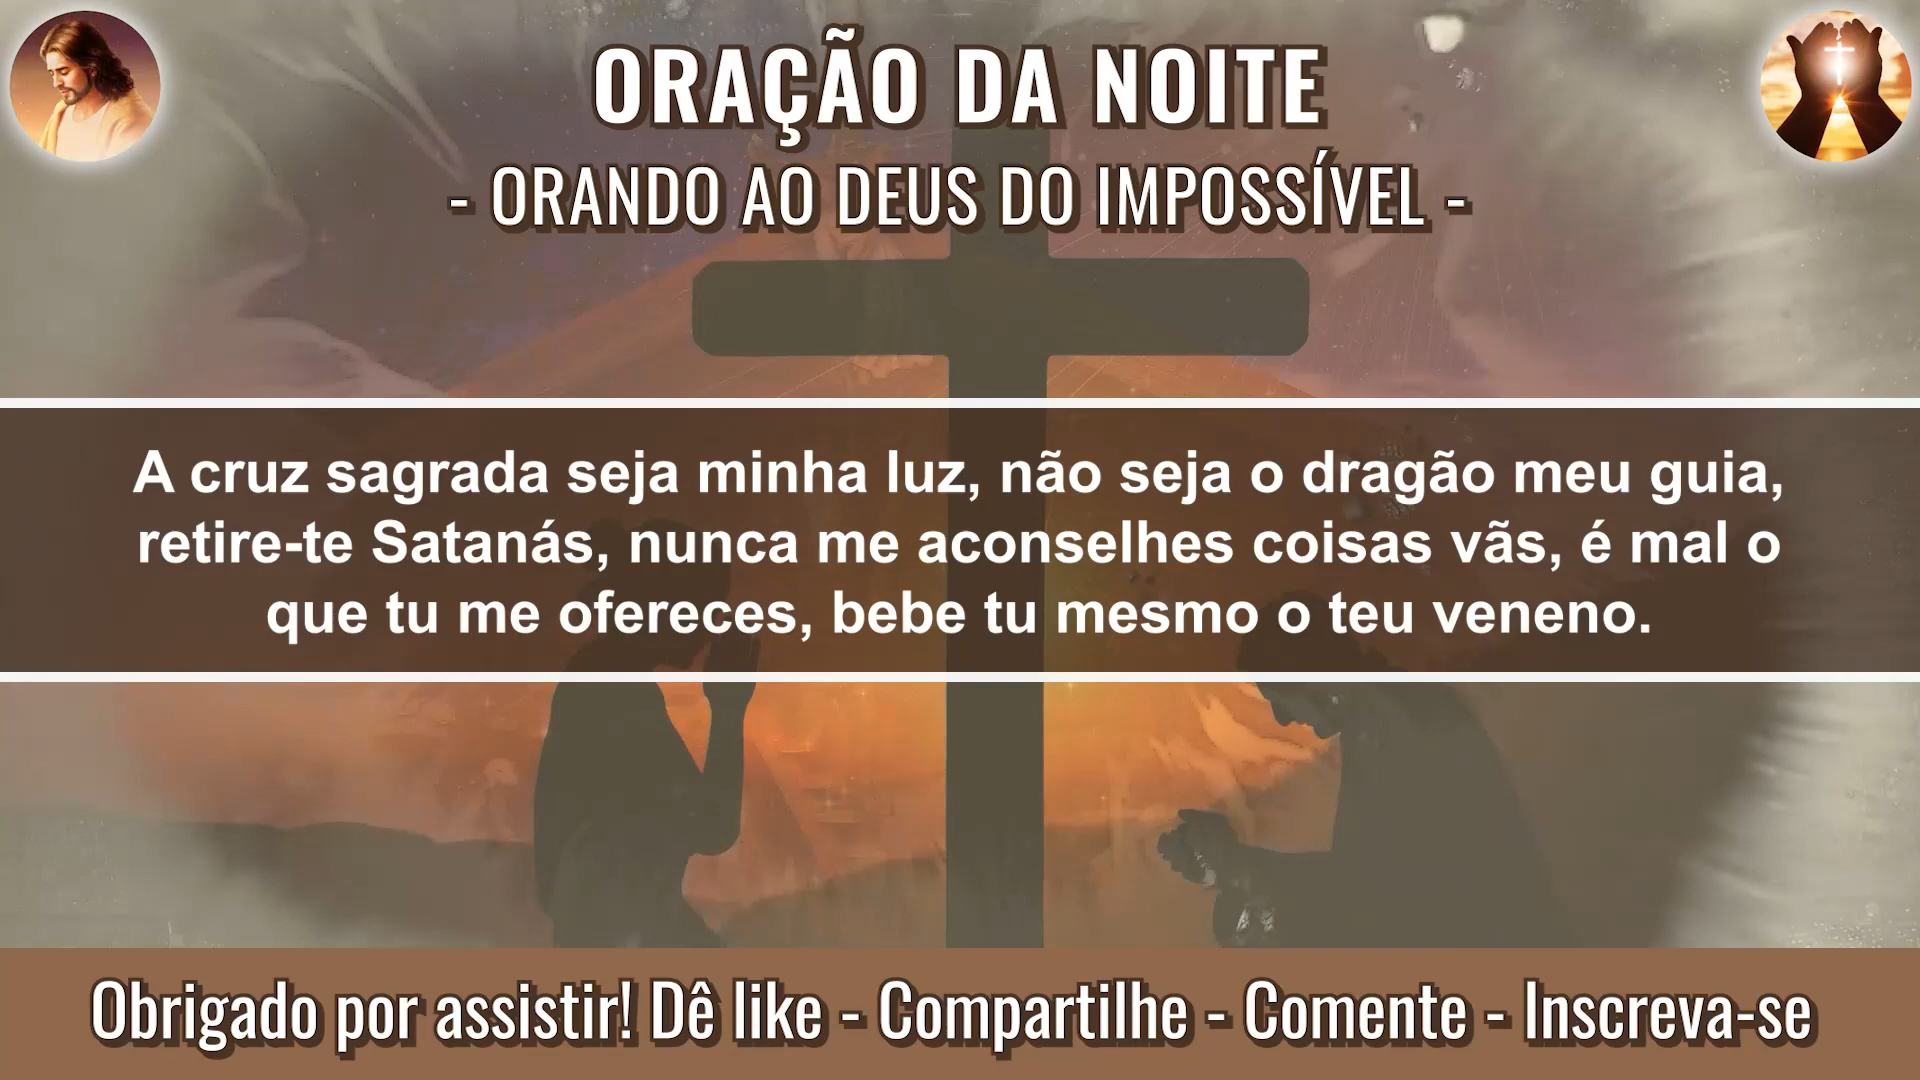 ORAÇÃO DA NOITE
- ORANDO AO DEUS DO IMPOSSÍVEL -
A cruz sagrada seja minha luz, não seja o dragão meu guia,
retire-te Satanás, nunca me aconselhes coisas vãs, é mal o
que tu me ofereces, bebe tu mesmo o teu veneno.
Obrigado por assistir! Dê like - Compartilhe - Comente - Inscreva-se